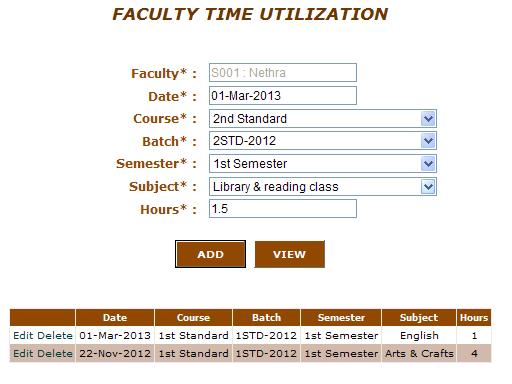 FACULTY TIME UTILIZATION
Faculty* : S001 : Nethra
Date* : 01-Mar-2013
Course* : 2nd Standard
Batch* : 2STD-2012
Semester* : 1st Semester
Subject* : Library & reading class
Hours* : 1.5
ADD VIEW
Date Course Batch Semester Subject Hours
Edit Delete 01-Mar-2013 1st Standard 1STD-2012 1st Semester English 1
Edit Delete 22-Nov-2012 1st Standard 1STD-2012 1st Semester Arts & Crafts 4